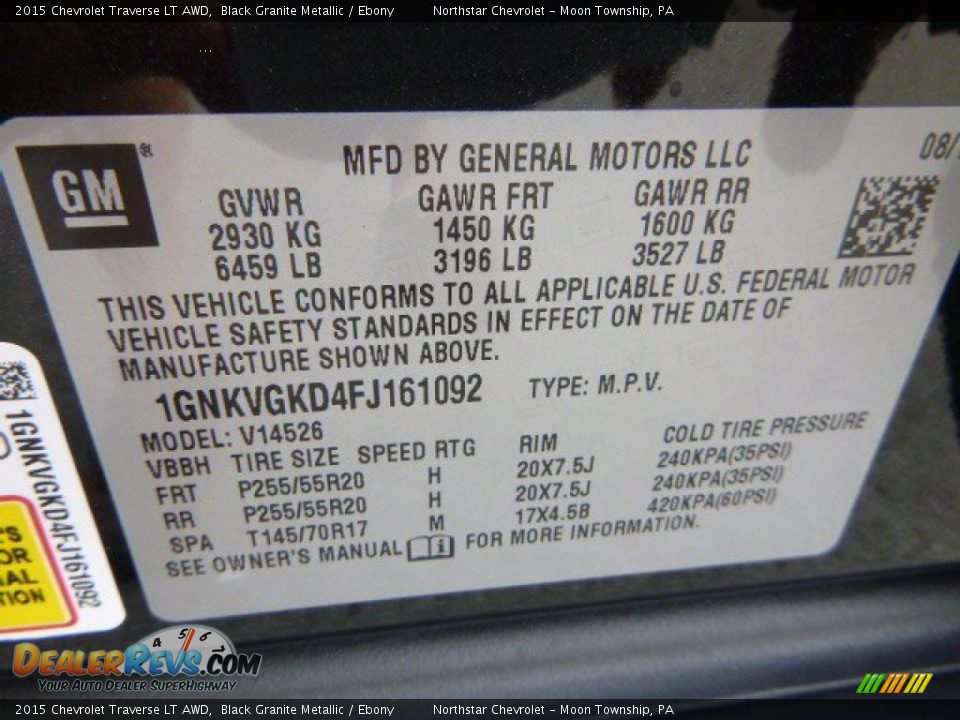 2015 Chevrolet Traverse LT AWD, Black Granite Metallic / Ebony Northstar Chevrolet - Moon Township, PA
GM ®
MFD BY GENERAL MOTORS LLC 08/
GVWR GAWR FRT GAWR RR
2930 KG 1450 KG 1600 KG
6459 LB 3196 LB 3527 LB
THIS VEHICLE CONFORMS TO ALL APPLICABLE U.S. FEDERAL MOTOR
VEHICLE SAFETY STANDARDS IN EFFECT ON THE DATE OF
MANUFACTURE SHOWN ABOVE.
1GNKVGKD4FJ161092 TYPE: M.P.V.
MODEL: V14526
VBBH TIRE SIZE SPEED RTG RIM COLD TIRE PRESSURE
FRT P255/55R20 H 20X7.5J 240KPA(35PSI)
RR P255/55R20 H 20X7.5J 240KPA(35PSI)
SPA T145/70R17 M 17X4.5B 420KPA(60PSI)
SEE OWNER'S MANUAL i FOR MORE INFORMATION.
1GNKVGKD4FJ161092
DEALERREVS.COM
4 5 6 7
YOUR AUTO DEALER SUPERHIGHWAY
2015 Chevrolet Traverse LT AWD, Black Granite Metallic / Ebony Northstar Chevrolet - Moon Township, PA